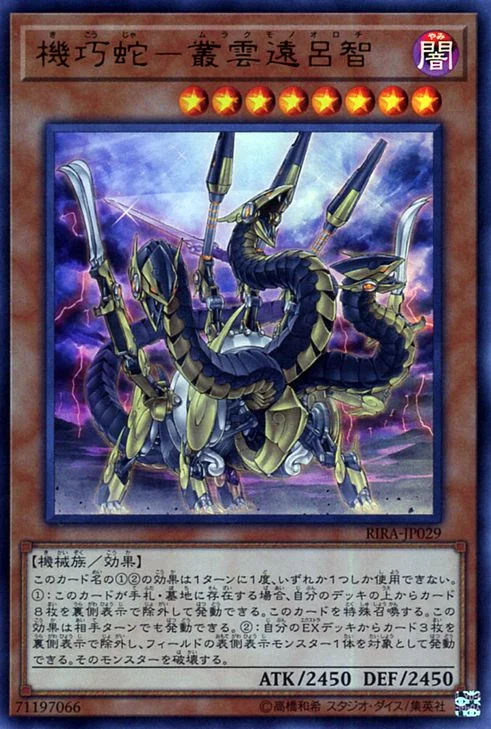 機巧蛇－叢雲遠呂智
闇
RIRA-JP029
【機械族／効果】
このカード名の①②の効果は1ターンに1度、いずれか1つしか使用できない。
①：このカードが手札・墓地に存在する場合、自分のデッキの上からカード
8枚を裏側表示で除外して発動できる。このカードを特殊召喚する。この
効果は相手ターンでも発動できる。②：自分のEXデッキからカード3枚を
裏側表示で除外し、フィールドの表側表示モンスター1体を対象として発動
できる。そのモンスターを破壊する。
ATK/2450 DEF/2450
71197066
©高橋和希 スタジオ・ダイス/集英社